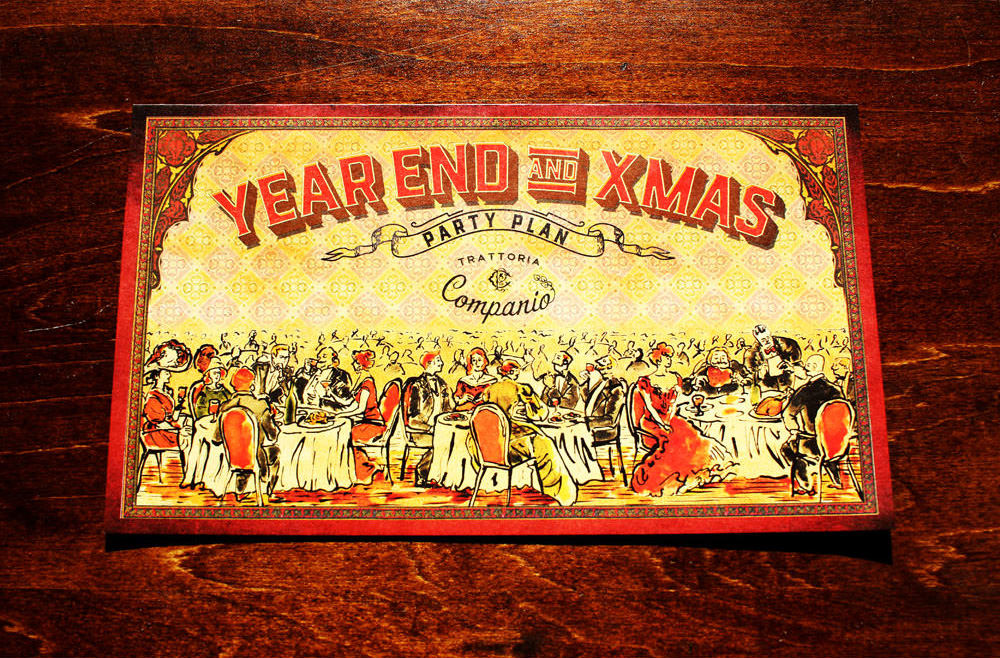 YEAR END AND XMAS
PARTY PLAN
TRATTORIA
Companio